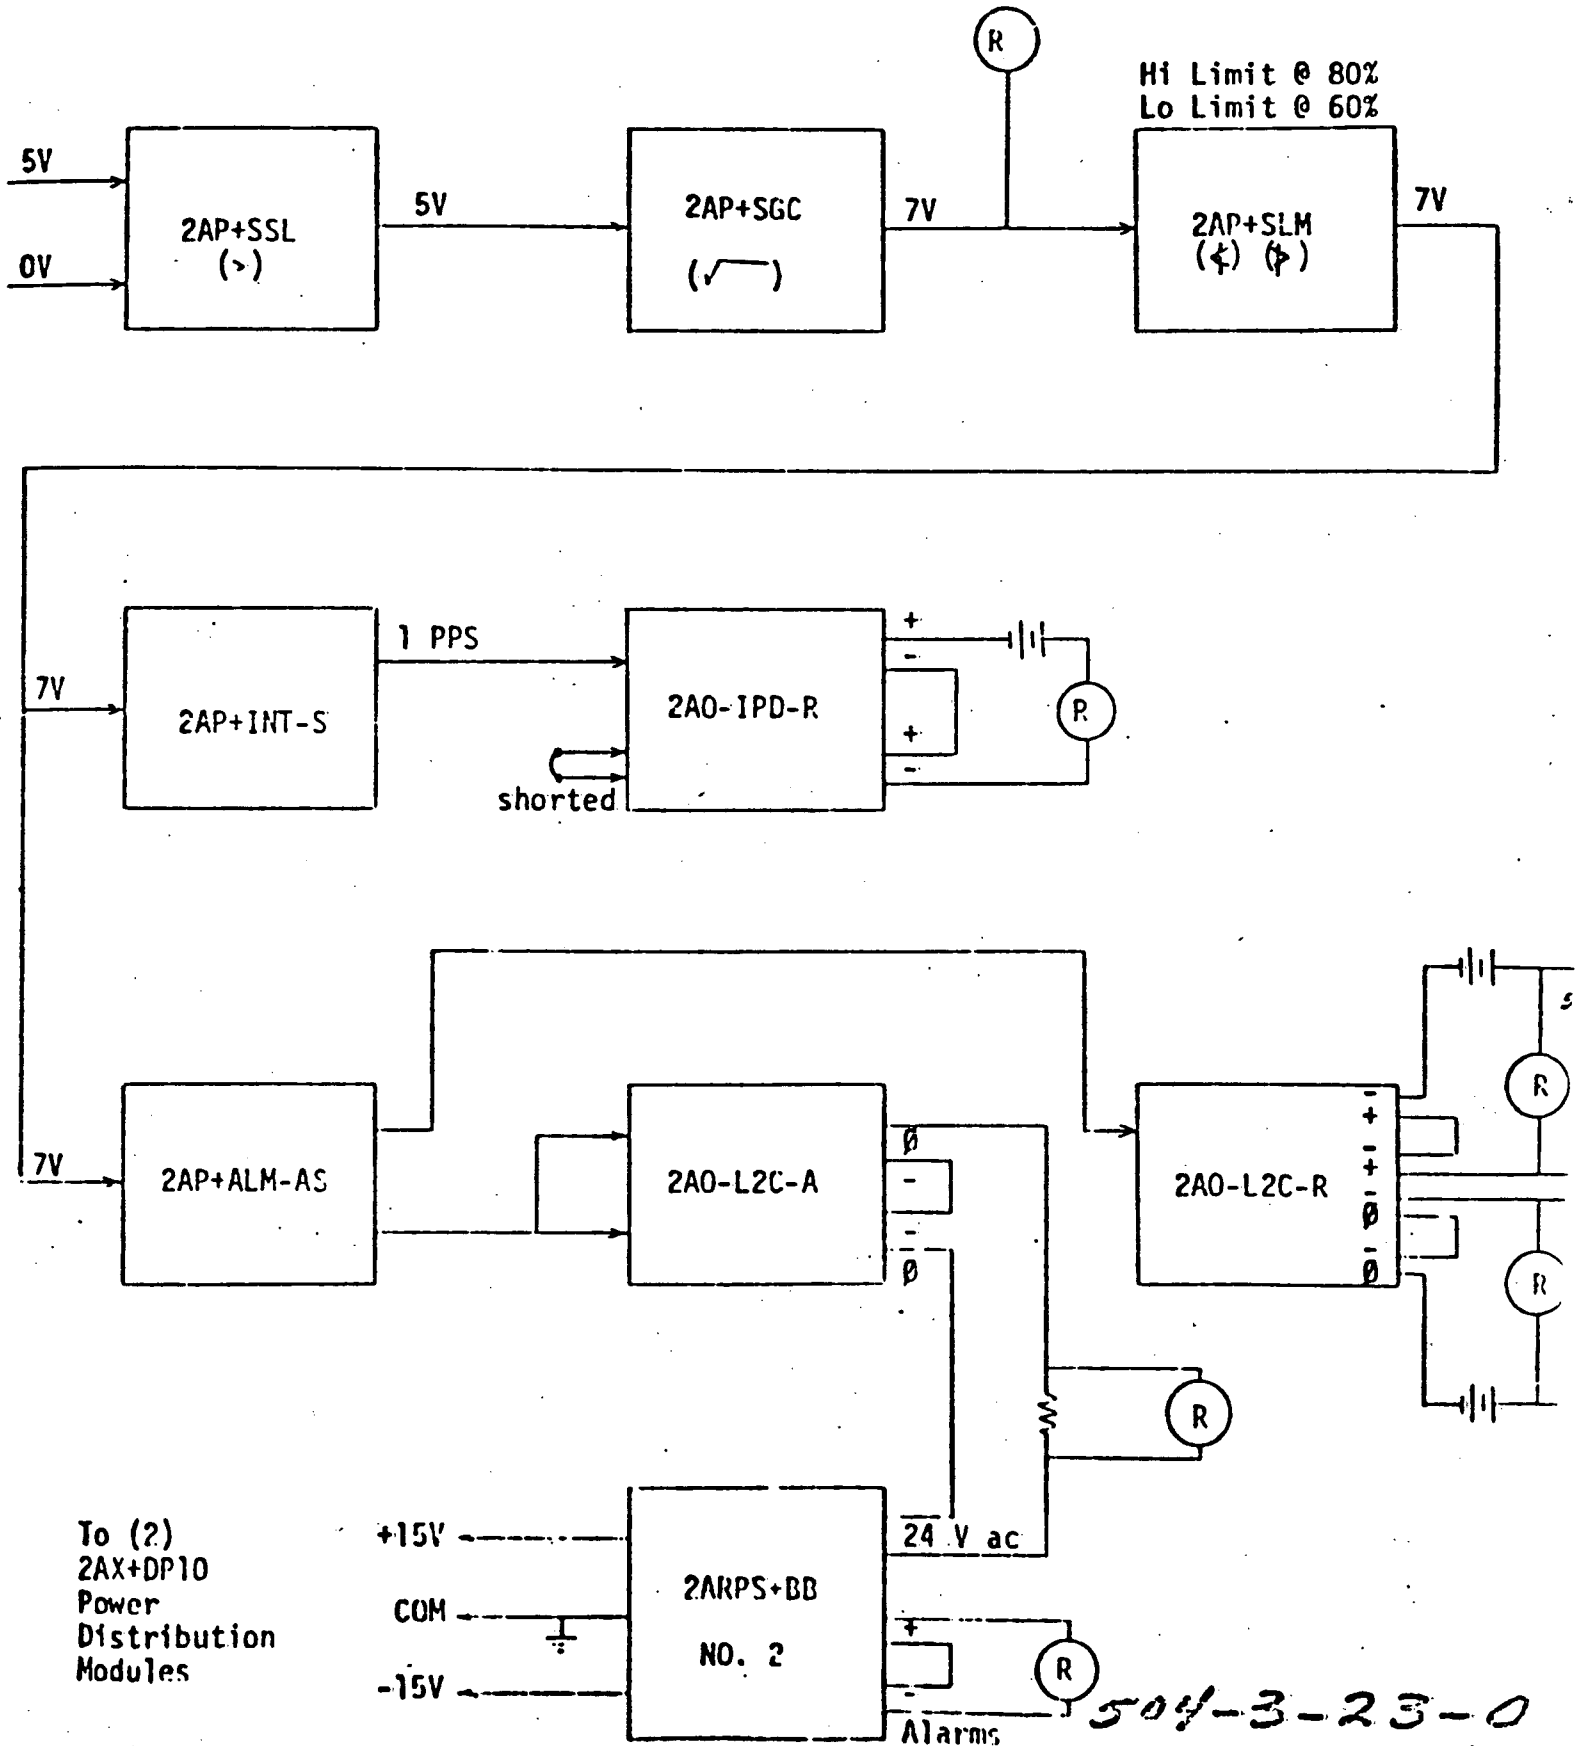 R
Hi Limit @ 80%
Lo Limit @ 60%
5V
0V
2AP+SSL
(>)
5V
2AP+SGC
(√‾)
7V
2AP+SLM
(≮) (≯)
7V
7V
2AP+INT-S
1 PPS
shorted
2AO-IPD-R
+
-
+
-
R
7V
2AP+ALM-AS
2AO-L2C-A
Ø
-
-
Ø
2AO-L2C-R
-
+
-
+
-
Ø
-
Ø
R
R
R
To (2)
2AX+DP10
Power
Distribution
Modules
+15V
COM
-15V
2ARPS+BB
NO. 2
24 V ac
+
-
Alarms
R
504-3-23-0